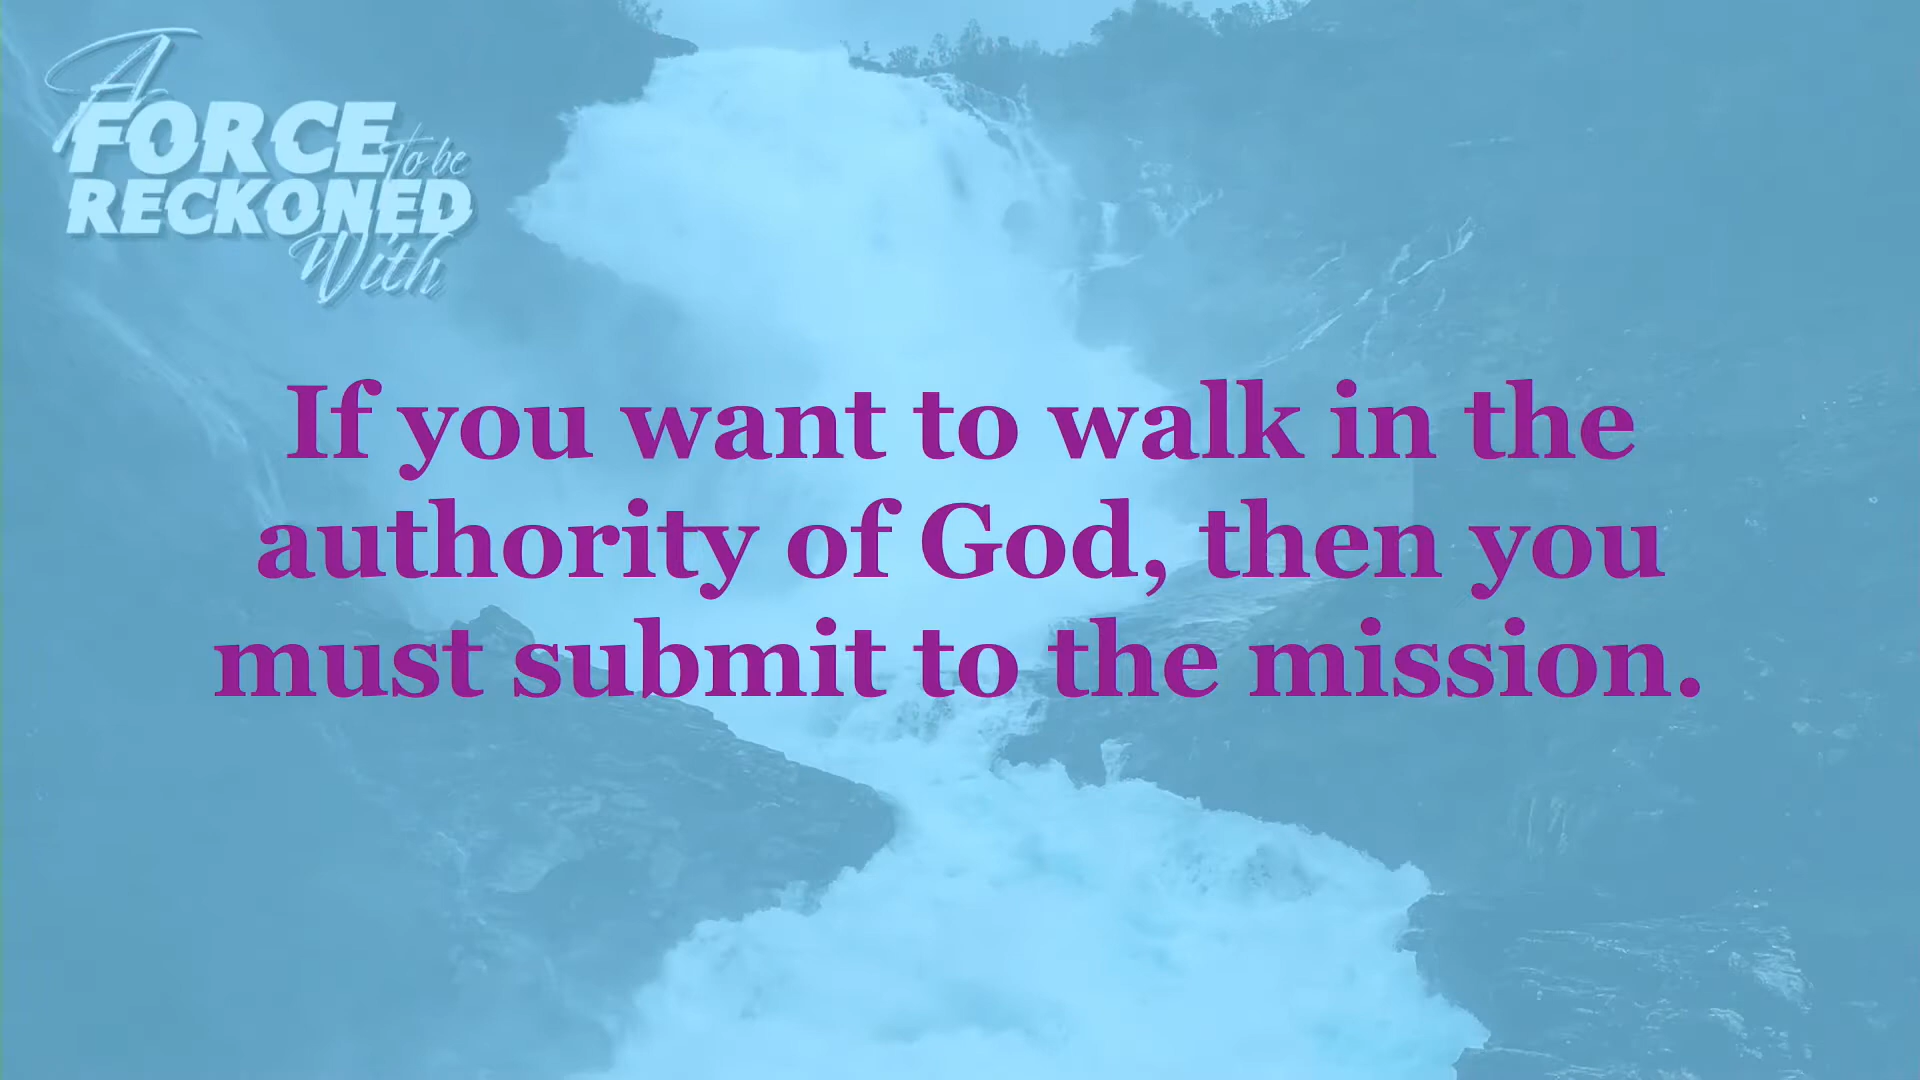 A
FORCE
To be
RECKONED
With
If you want to walk in the
authority of God, then you
must submit to the mission.